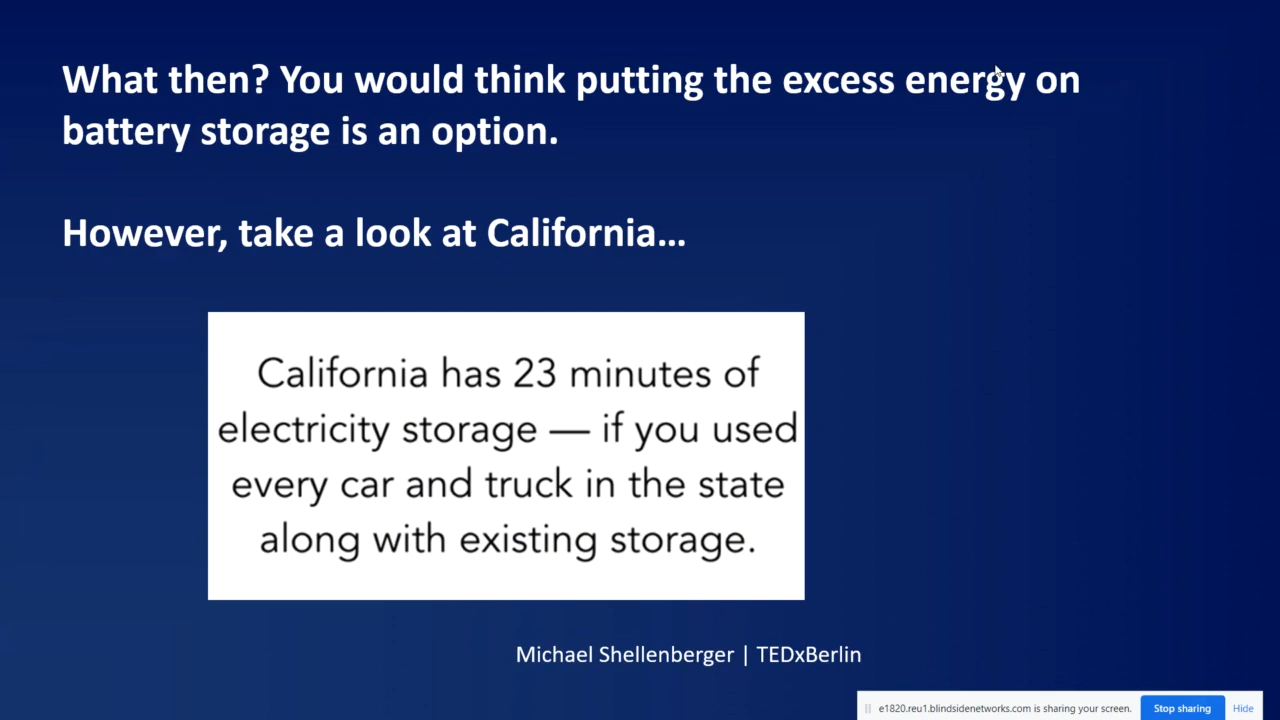 What then? You would think putting the excess energy on
battery storage is an option.
However, take a look at California…
California has 23 minutes of
electricity storage — if you used
every car and truck in the state
along with existing storage.
Michael Shellenberger | TEDxBerlin
e1820.reu1.blindsidenetworks.com is sharing your screen. Stop sharing Hide